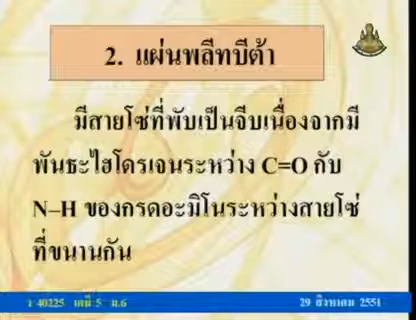 2. แผ่นพลีทบีต้า
มีสายโซ่ที่พับเป็นจีบเนื่องจากมี
พันธะไฮโดรเจนระหว่าง C=O กับ
N–H ของกรดอะมิโนระหว่างสายโซ่
ที่ขนานกัน
ว 40225 เคมี 5 ม.6
29 สิงหาคม 2551